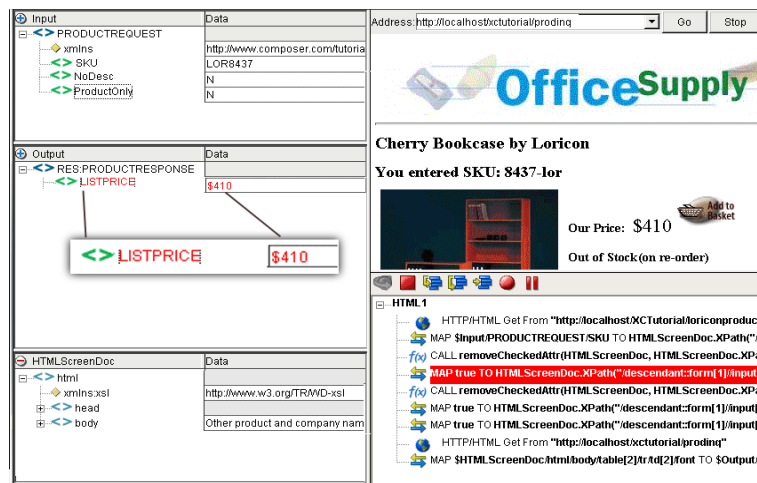 Input Data
PRODUCTREQUEST
xmlns http://www.composer.com/tutoria
SKU LOR8437
NoDesc N
ProductOnly N
Output Data
RES:PRODUCTRESPONSE
LISTPRICE $410
LISTPRICE $410
HTMLScreenDoc Data
html
xmlns:xsl http://www.w3.org/TR/WD-xsl
head
body Other product and company nam
Address: http://localhost/xctutorial/prodinq Go Stop
OfficeSupply
Cherry Bookcase by Loricon
You entered SKU: 8437-lor
Our Price: $410 Add to Basket
Out of Stock(on re-order)
HTML1
HTTP/HTML Get From "http://localhost/XCTutorial/loriconproduc
MAP $Input/PRODUCTREQUEST/SKU TO HTMLScreenDoc.XPath("/
f(x) CALL removeCheckedAttr(HTMLScreenDoc, HTMLScreenDoc.XPa
MAP true TO HTMLScreenDoc.XPath("/descendant::form[1]//input
f(x) CALL removeCheckedAttr(HTMLScreenDoc, HTMLScreenDoc.XPa
MAP true TO HTMLScreenDoc.XPath("/descendant::form[1]//input[
MAP true TO HTMLScreenDoc.XPath("/descendant::form[1]//input[
HTTP/HTML Get From "http://localhost/xctutorial/prodinq"
MAP $HTMLScreenDoc/html/body/table[2]/tr/td[2]/font TO $Output/